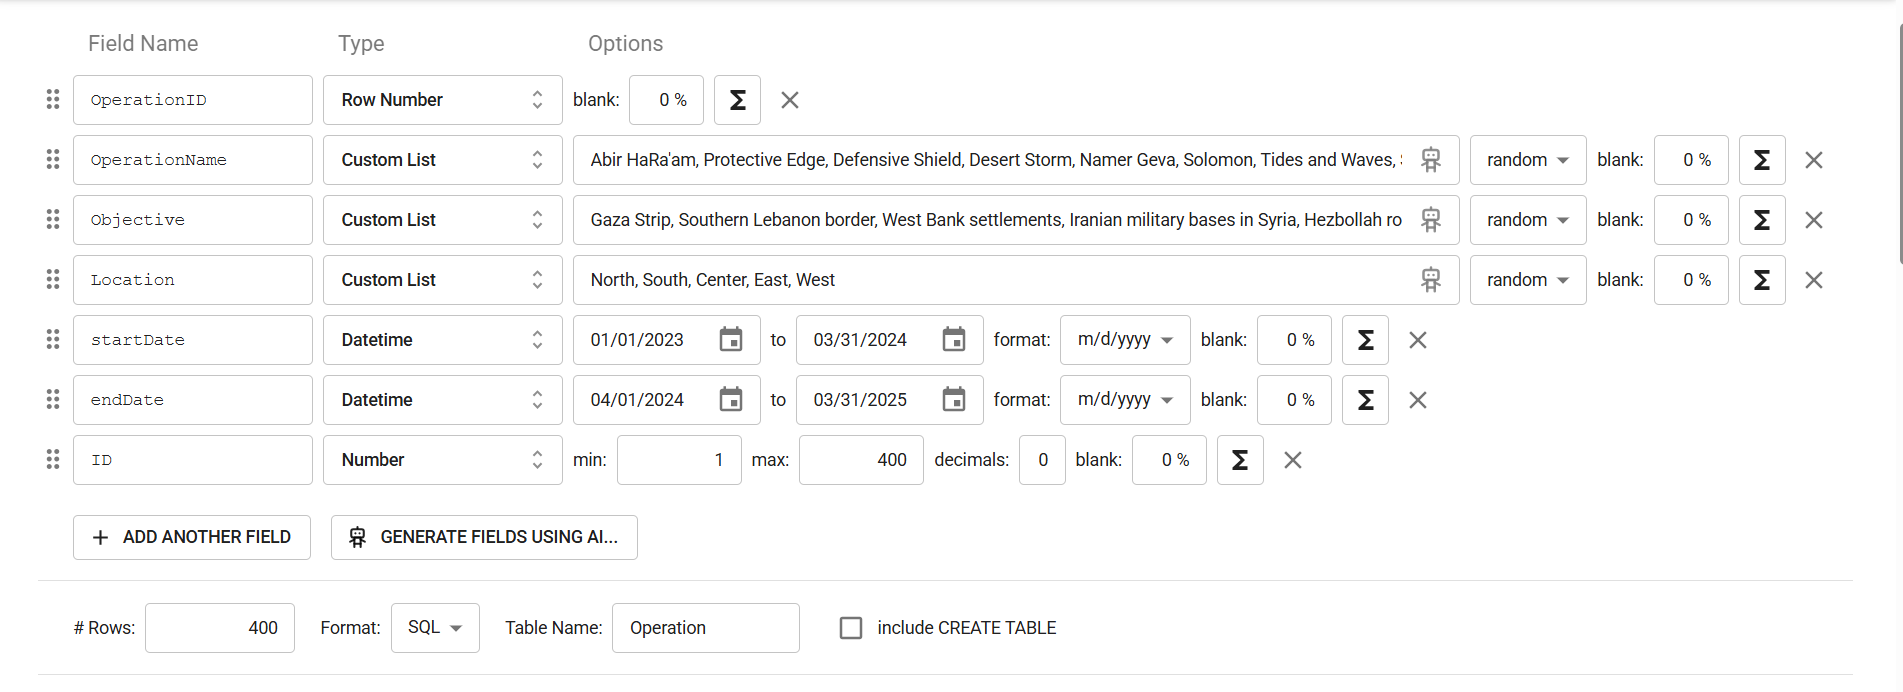 Field Name Type Options
OperationID Row Number blank: 0 % Σ
OperationName Custom List Abir HaRa'am, Protective Edge, Defensive Shield, Desert Storm, Namer Geva, Solomon, Tides and Waves, random blank: 0 % Σ
Objective Custom List Gaza Strip, Southern Lebanon border, West Bank settlements, Iranian military bases in Syria, Hezbollah ro random blank: 0 % Σ
Location Custom List North, South, Center, East, West random blank: 0 % Σ
startDate Datetime 01/01/2023 to 03/31/2024 format: m/d/yyyy blank: 0 % Σ
endDate Datetime 04/01/2024 to 03/31/2025 format: m/d/yyyy blank: 0 % Σ
ID Number min: 1 max: 400 decimals: 0 blank: 0 % Σ
+ ADD ANOTHER FIELD GENERATE FIELDS USING AI...
# Rows: 400 Format: SQL Table Name: Operation include CREATE TABLE